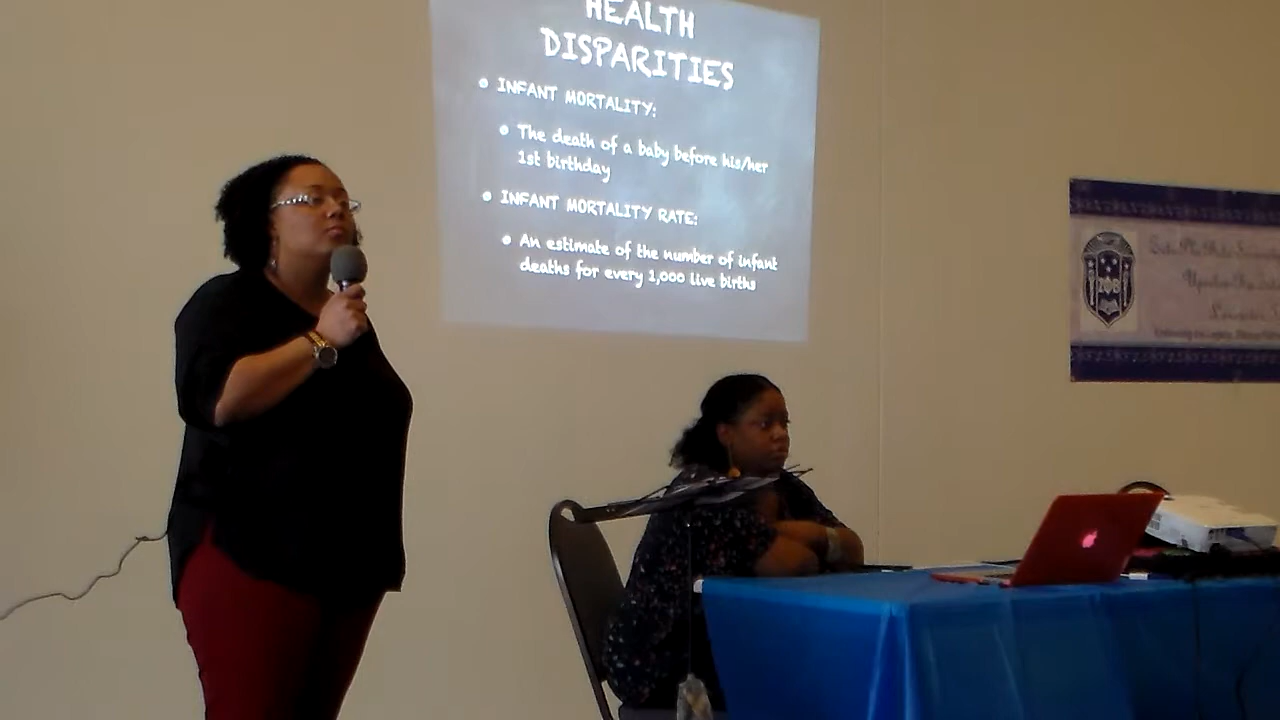 HEALTH
DISPARITIES
• INFANT MORTALITY:
• The death of a baby before his/her
1st birthday
• INFANT MORTALITY RATE:
• An estimate of the number of infant
deaths for every 1,000 live births
ΖΦΒ